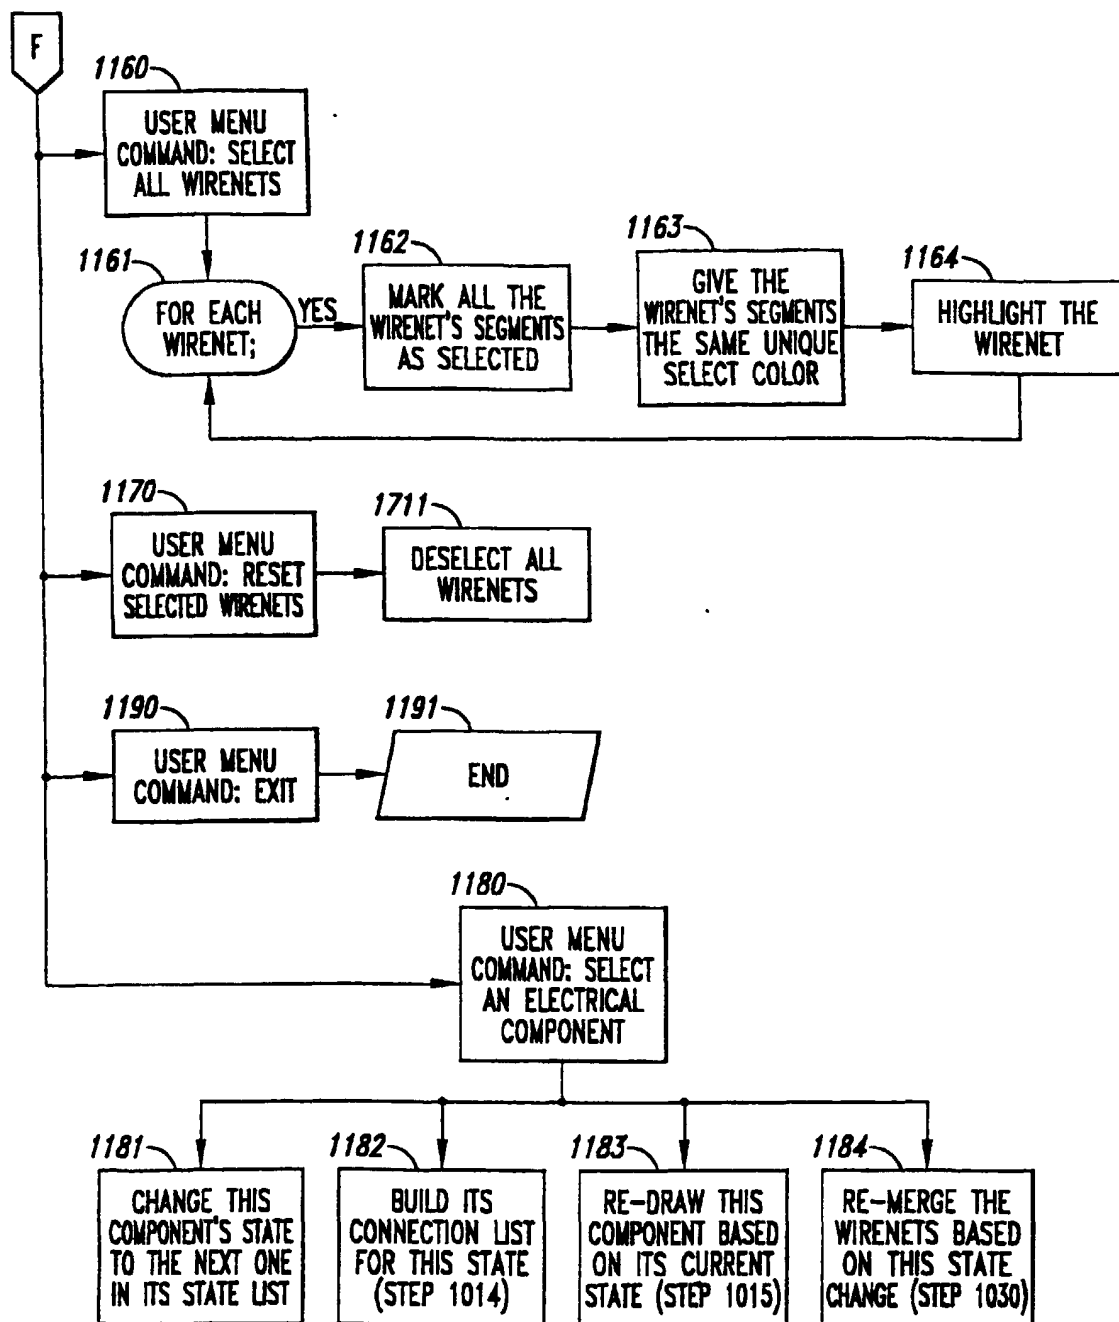 F
1160
USER MENU
COMMAND: SELECT
ALL WIRENETS
1161
FOR EACH
WIRENET;
YES
1162
MARK ALL THE
WIRENET'S SEGMENTS
AS SELECTED
1163
GIVE THE
WIRENET'S SEGMENTS
THE SAME UNIQUE
SELECT COLOR
1164
HIGHLIGHT THE
WIRENET
1170
USER MENU
COMMAND: RESET
SELECTED WIRENETS
1711
DESELECT ALL
WIRENETS
1190
USER MENU
COMMAND: EXIT
1191
END
1180
USER MENU
COMMAND: SELECT
AN ELECTRICAL
COMPONENT
1181
CHANGE THIS
COMPONENT'S STATE
TO THE NEXT ONE
IN ITS STATE LIST
1182
BUILD ITS
CONNECTION LIST
FOR THIS STATE
(STEP 1014)
1183
RE-DRAW THIS
COMPONENT BASED
ON ITS CURRENT
STATE (STEP 1015)
1184
RE-MERGE THE
WIRENETS BASED
ON THIS STATE
CHANGE (STEP 1030)